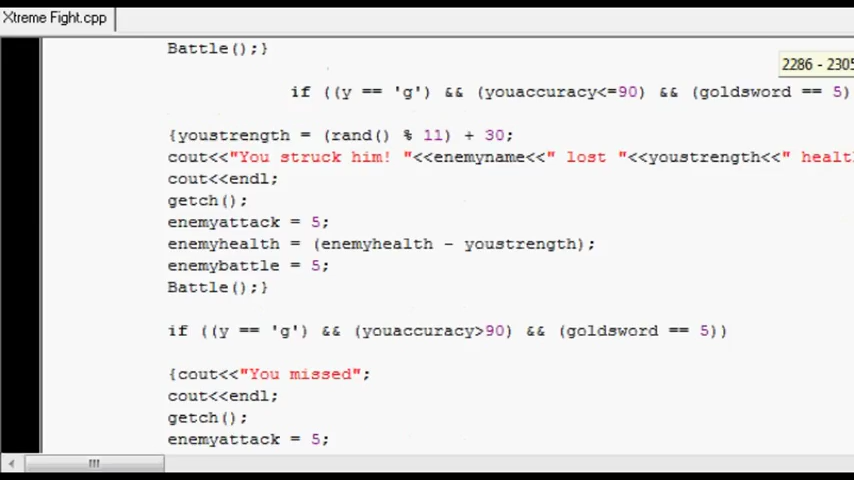 Xtreme Fight.cpp
Battle();}
2286 - 2305
if ((y == 'g') && (youaccuracy<=90) && (goldsword == 5)
{youstrength = (rand() % 11) + 30;
cout<<"You struck him! "<<enemyname<<" lost "<<youstrength<<" healt
cout<<endl;
getch();
enemyattack = 5;
enemyhealth = (enemyhealth - youstrength);
enemybattle = 5;
Battle();}
if ((y == 'g') && (youaccuracy>90) && (goldsword == 5))
{cout<<"You missed";
cout<<endl;
getch();
enemyattack = 5;